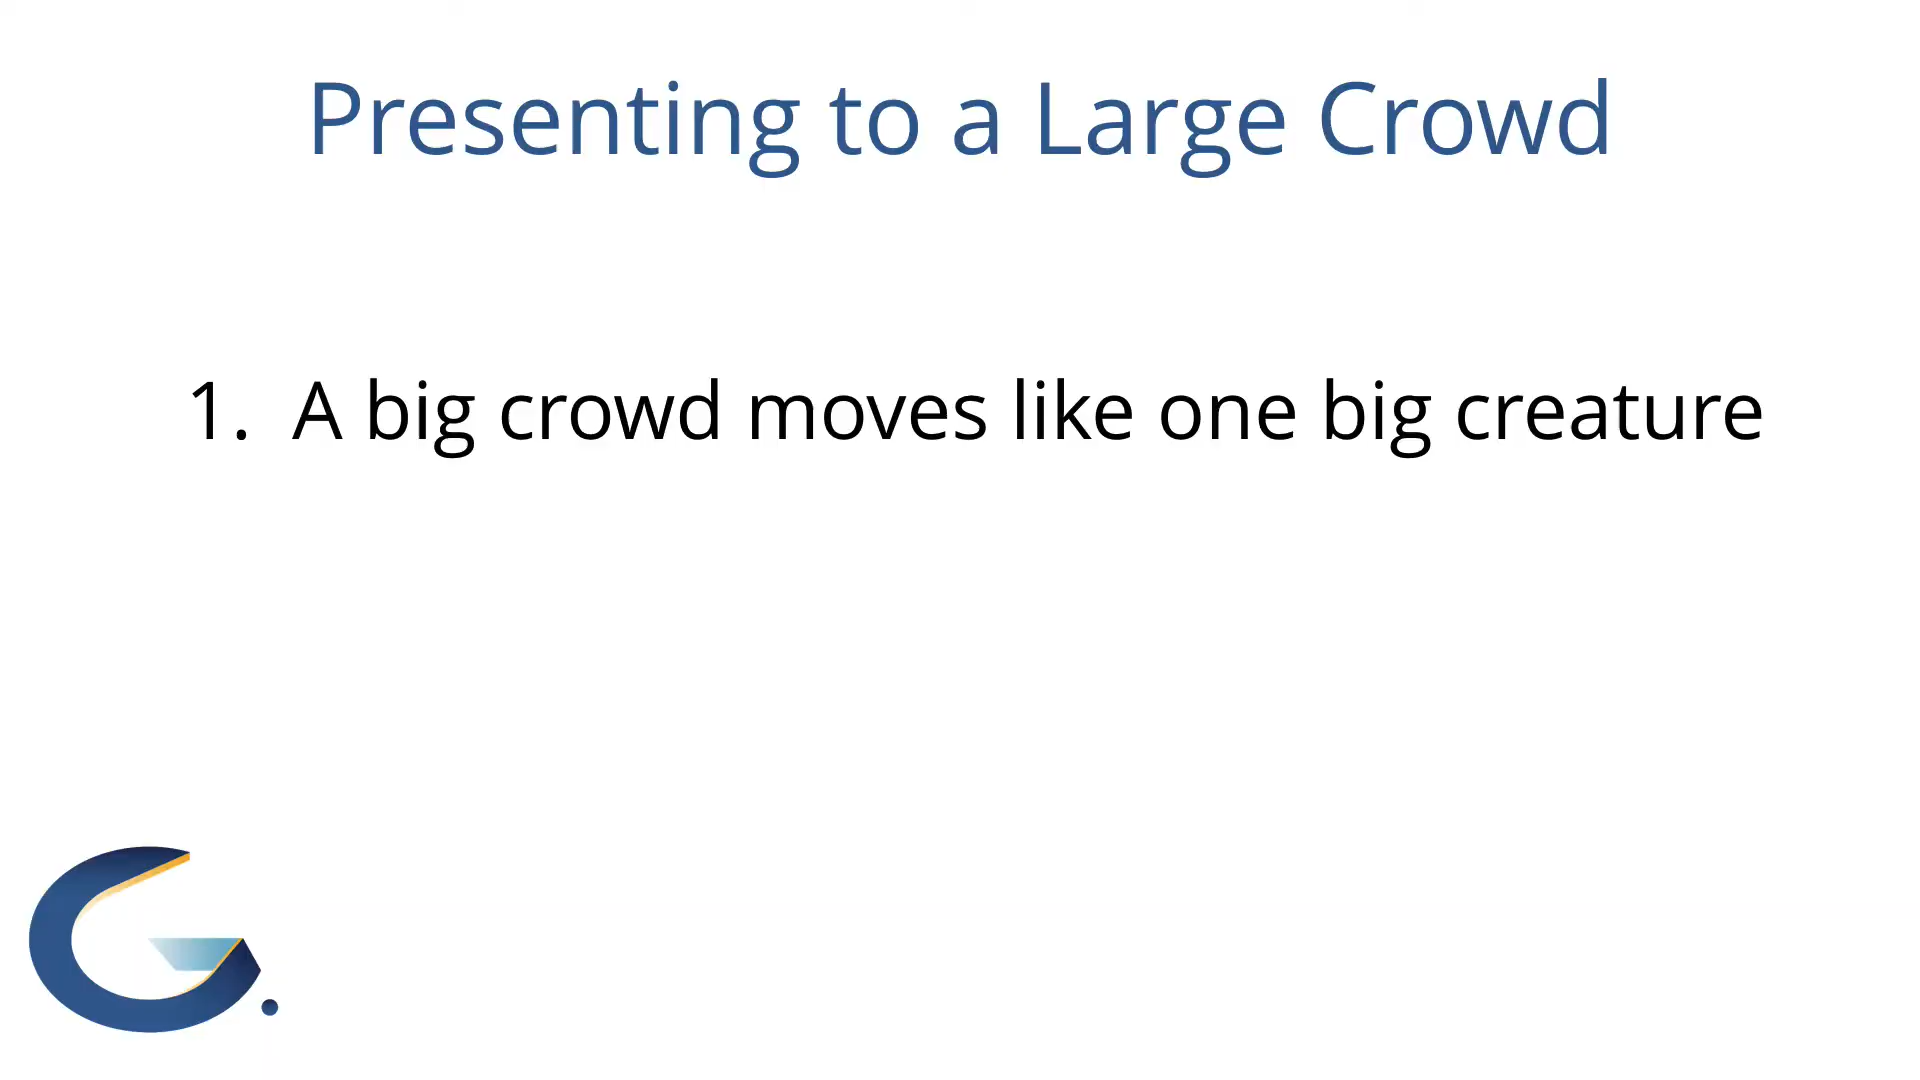 Presenting to a Large Crowd
1. A big crowd moves like one big creature
G.